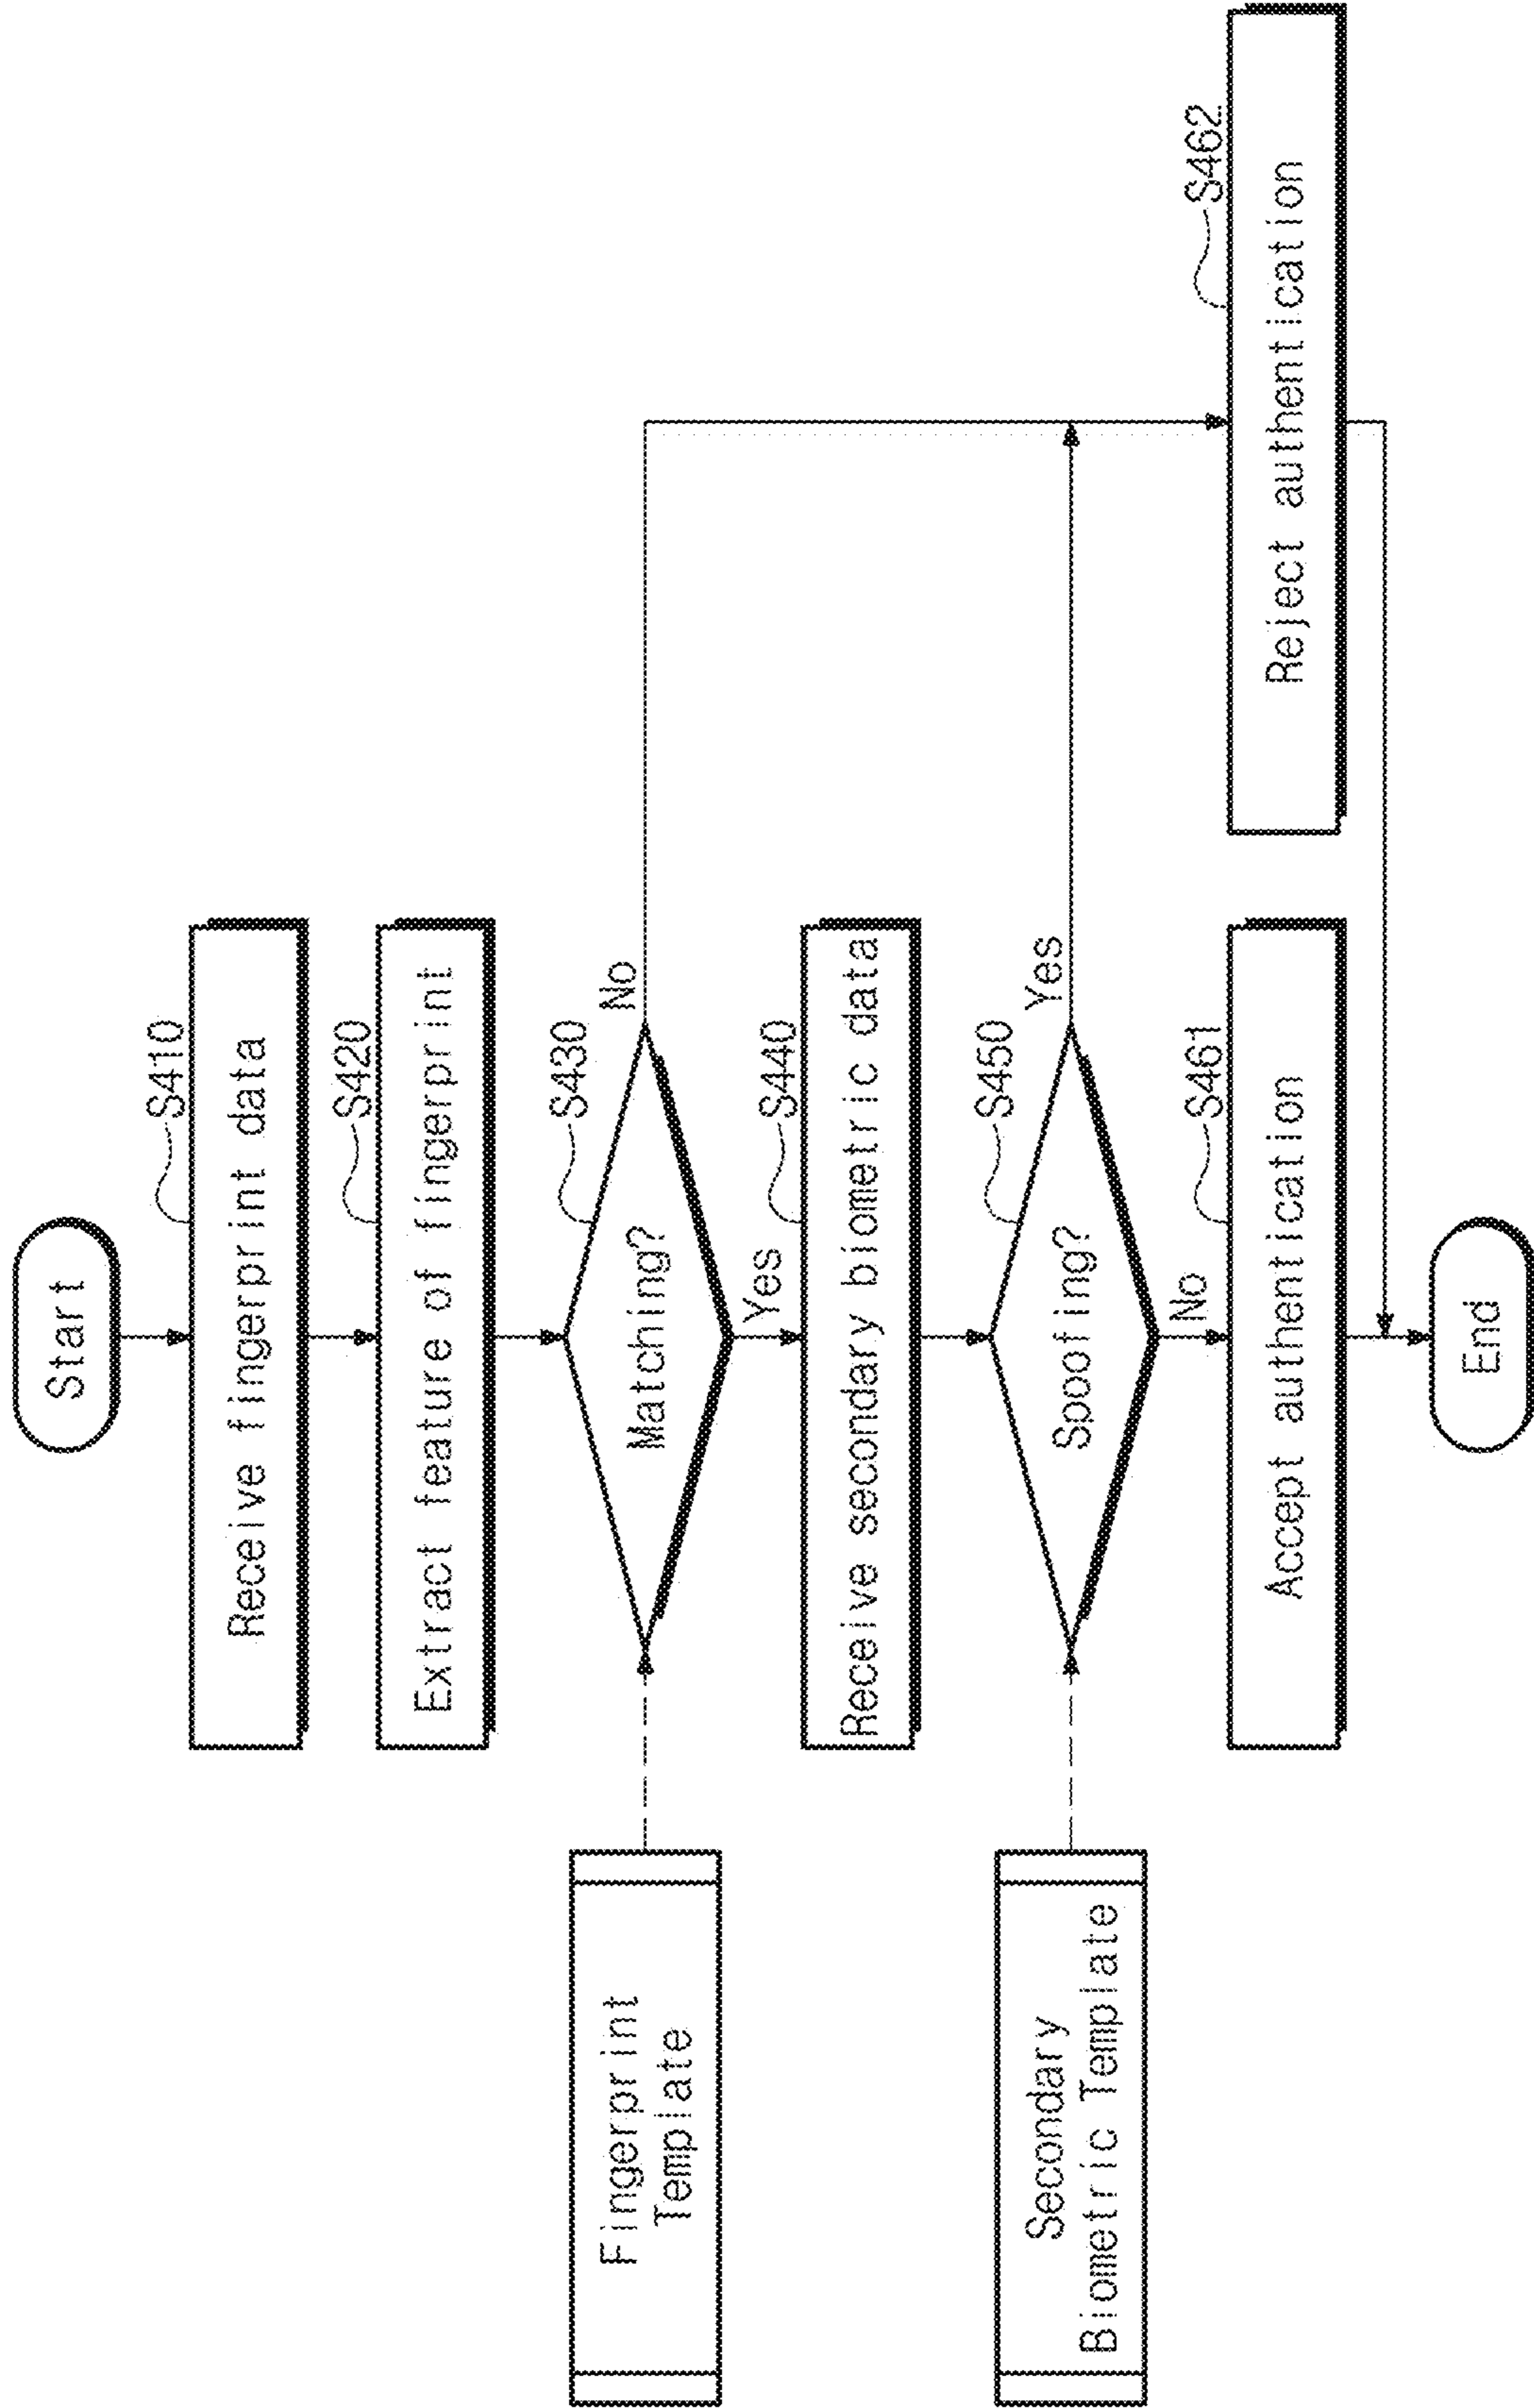 Start
S410
Receive fingerprint data
S420
Extract feature of fingerprint
S430
Fingerprint
Template
Matching?
No
Yes
S440
Receive secondary biometric data
S450
Secondary
Biometric Template
Spoofing?
Yes
No
S461
Accept authentication
S462
Reject authentication
End